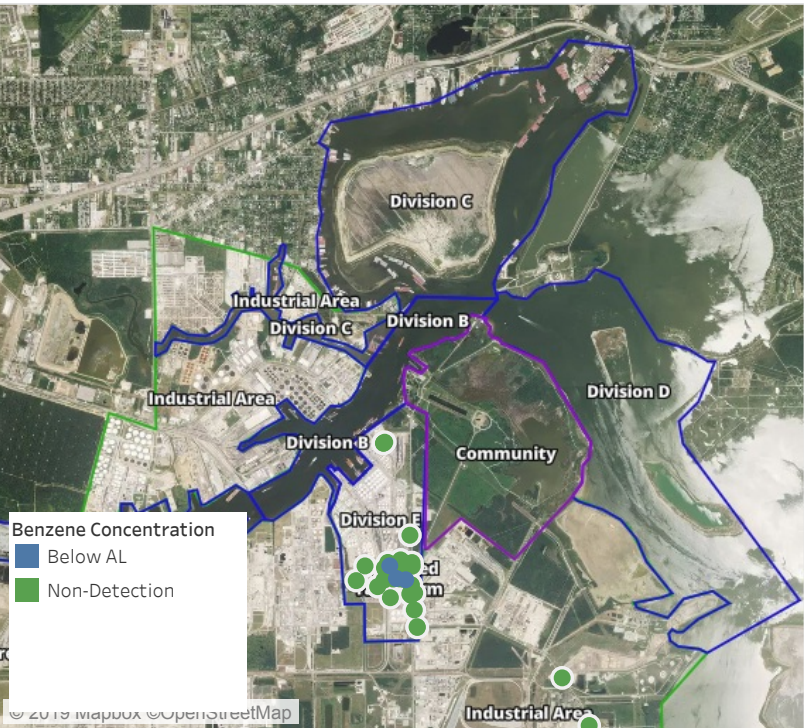 Division C
Industrial Area
Division C
Division B
Division D
Industrial Area
Division B
Community
Division E
Benzene Concentration
Below AL
Non-Detection
Industrial Area
© 2019 Mapbox ©OpenStreetMap